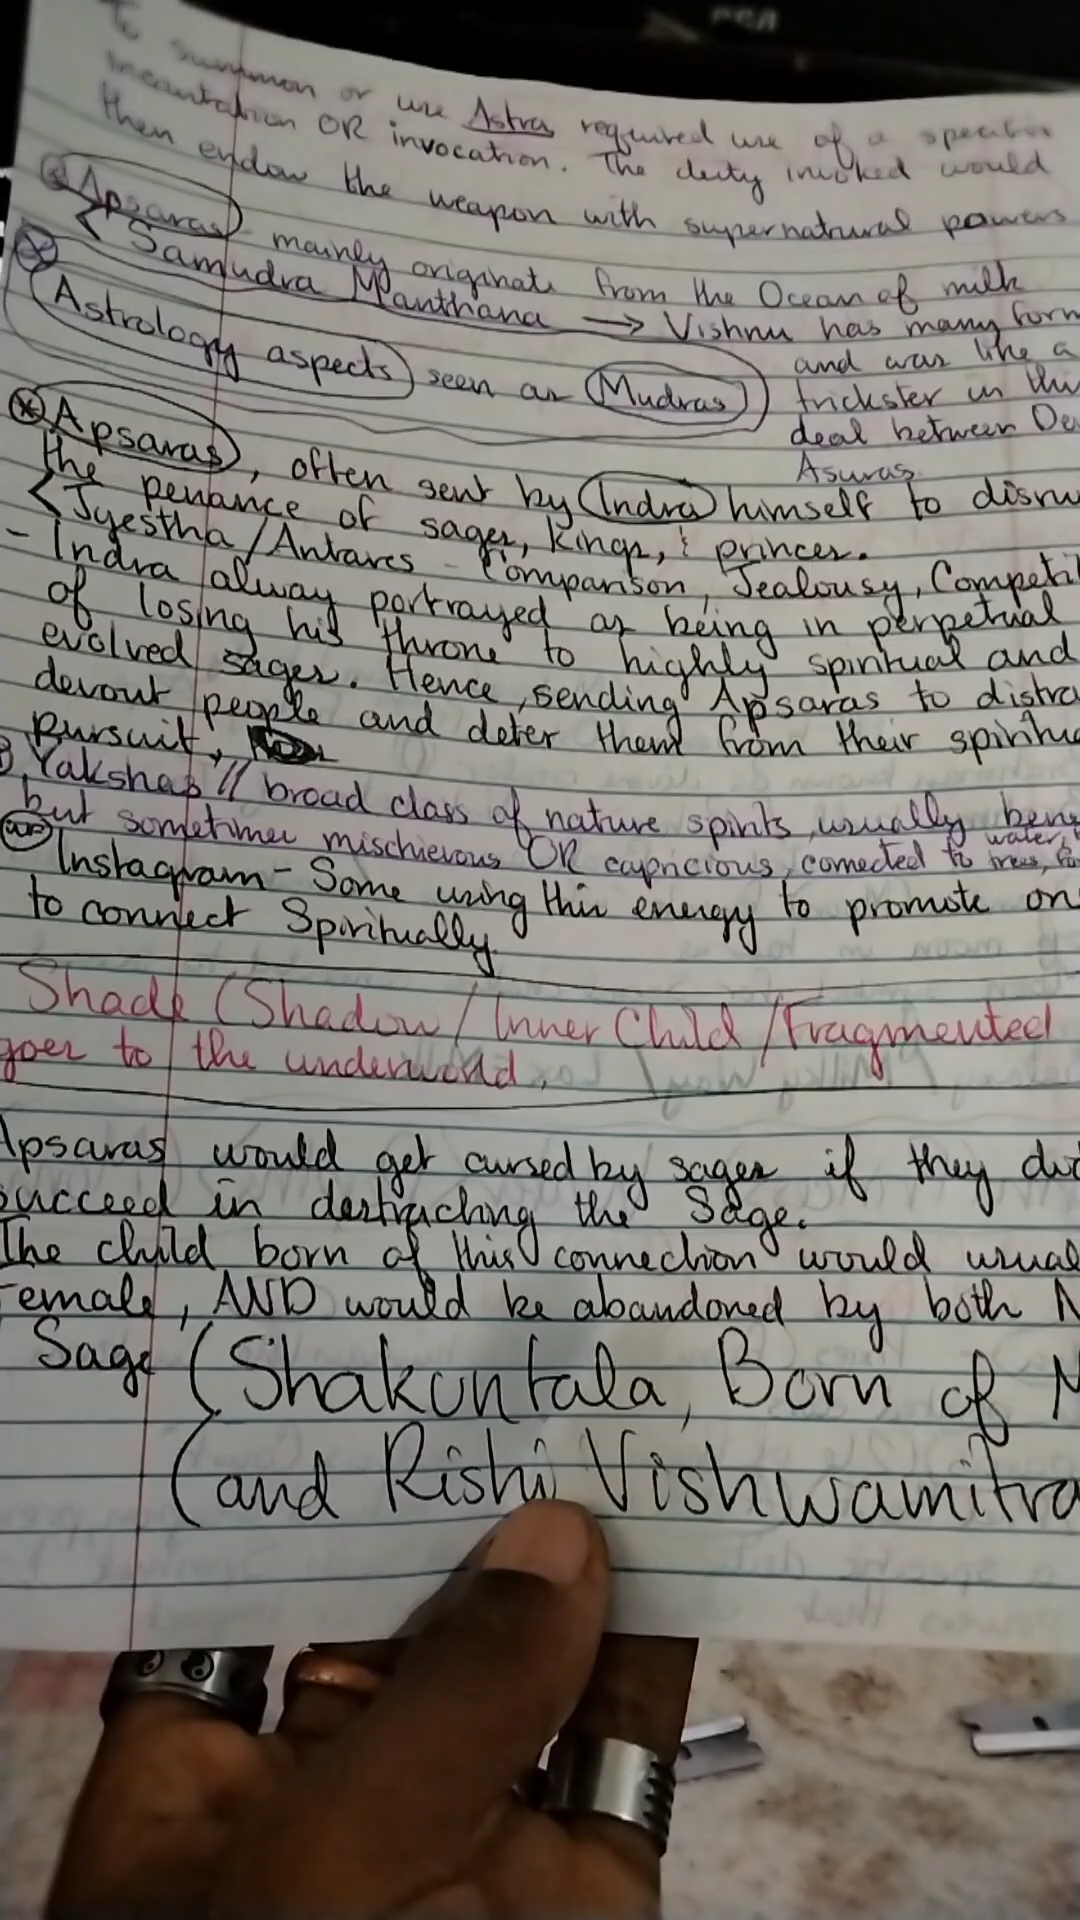 RCA
To summon or use Astra required use of a specific
incantation OR invocation. The deity invoked would
then endow the weapon with supernatural powers
Apsaras mainly originate from the Ocean of milk
< Samudra Manthana → Vishnu has many form
and was like a
trickster in thi
deal between De
Asuras.
Astrology aspects seen as Mudras
Apsaras, often sent by Indra himself to disru
the penance of sages, kings, & princes.
< Jyestha/Antares - Comparison, Jealousy, Competi
- Indra alway portrayed as being in perpetual
of losing his throne to highly spiritual and
evolved sages. Hence, sending Apsaras to distra
devout people and deter them from their spiritu
pursuit,
Yakshas // broad class of nature spirits, usually bene
but sometimes mischievous OR capricious, connected to trees,
water,
Instagram - Some using this energy to promote on
to connect Spiritually
Shade (Shadow / Inner Child / Fragmented
goes to the underworld.
Apsaras would get cursed by sages if they did
succeed in destracting the Sage.
The child born of this connection would usual
Female, AND would be abandoned by both
Sage (Shakuntala, Born of M
(and Rishi Vishwamitra